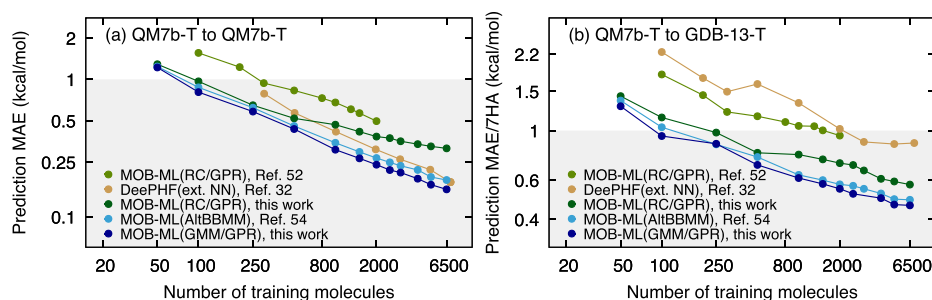 (a) QM7b-T to QM7b-T
Prediction MAE (kcal/mol)
2
1
0.5
0.25
0.1
MOB-ML(RC/GPR), Ref. 52
DeePHF(ext. NN), Ref. 32
MOB-ML(RC/GPR), this work
MOB-ML(AltBBMM), Ref. 54
MOB-ML(GMM/GPR), this work
20 50 100 250 800 2000 6500
Number of training molecules
(b) QM7b-T to GDB-13-T
Prediction MAE/7HA (kcal/mol)
2.2
1.5
1
0.6
0.4
MOB-ML(RC/GPR), Ref. 52
DeePHF(ext. NN), Ref. 32
MOB-ML(RC/GPR), this work
MOB-ML(AltBBMM), Ref. 54
MOB-ML(GMM/GPR), this work
20 50 100 250 800 2000 6500
Number of training molecules